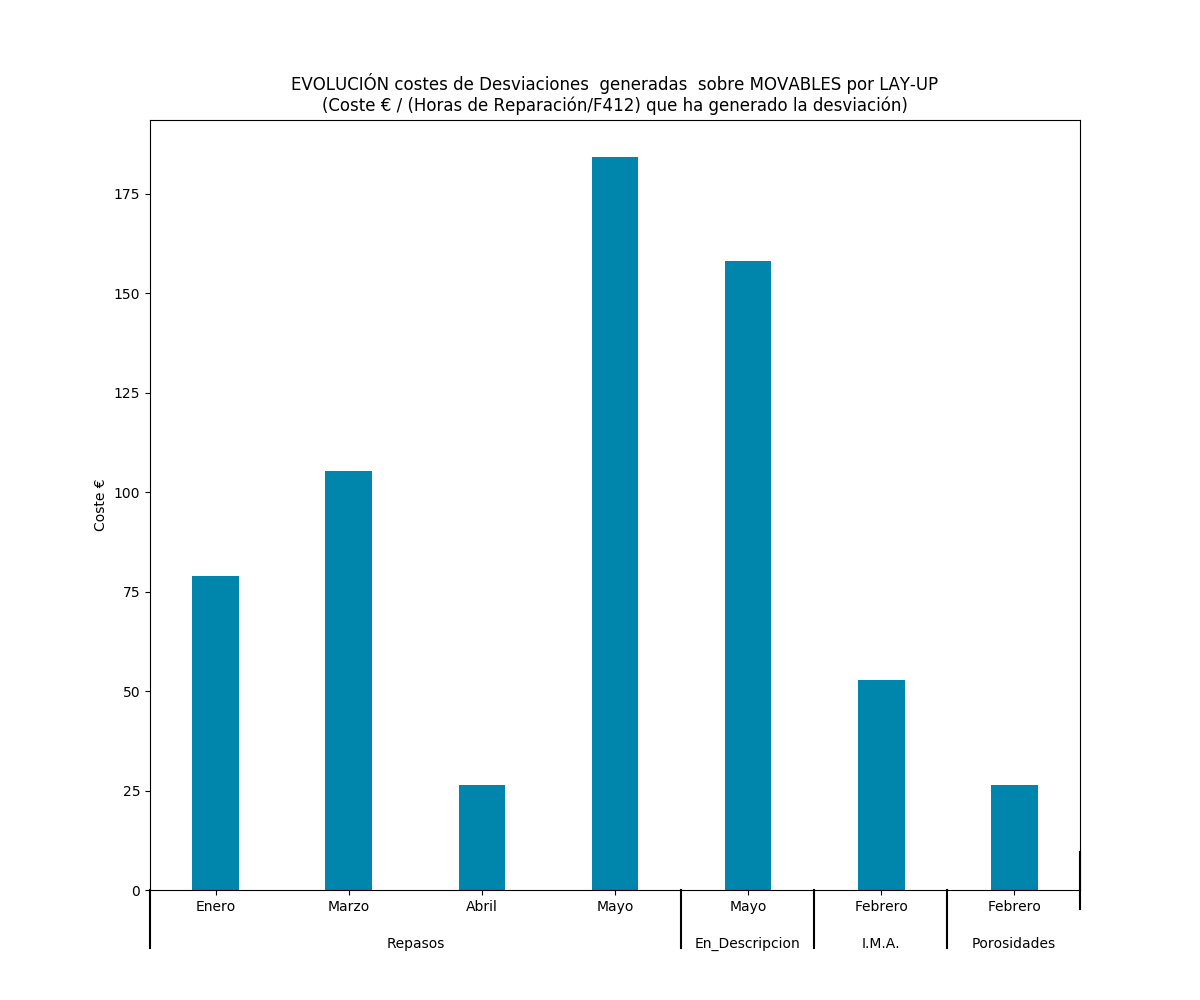 EVOLUCIÓN costes de Desviaciones  generadas  sobre MOVABLES por LAY-UP
(Coste € / (Horas de Reparación/F412) que ha generado la desviación)
175
150
125
100
75
50
25
0
Coste €
Enero Marzo Abril Mayo Mayo Febrero Febrero
Repasos En_Descripcion I.M.A. Porosidades